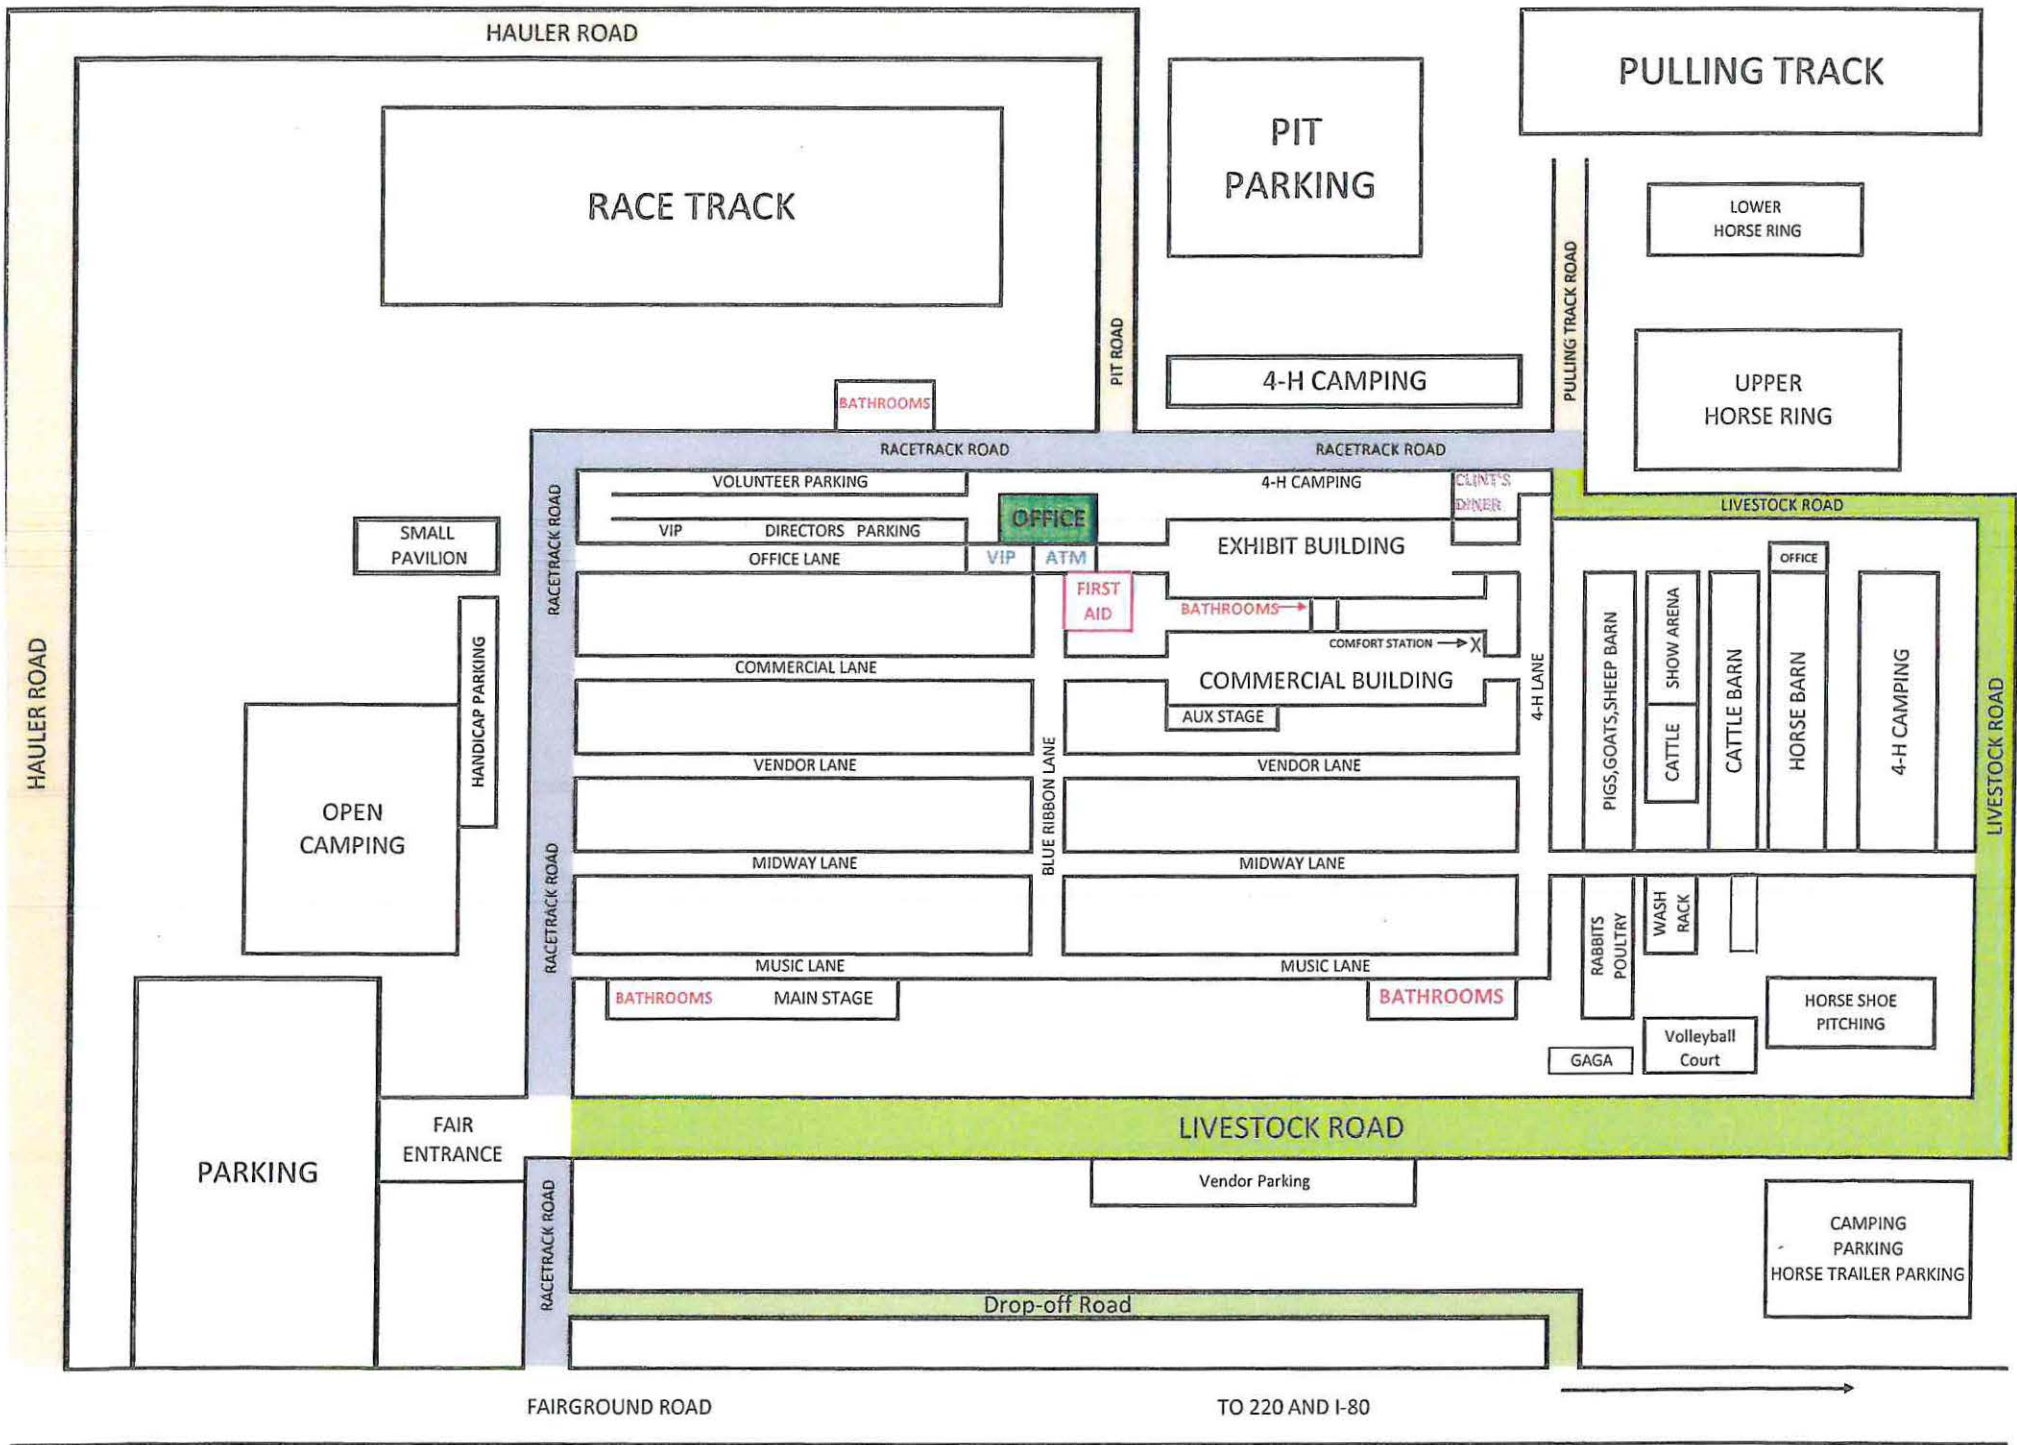 HAULER ROAD
PULLING TRACK
PIT
PARKING
RACE TRACK
LOWER
HORSE RING
PULLING TRACK ROAD
PIT ROAD
4-H CAMPING
UPPER
HORSE RING
BATHROOMS
RACETRACK ROAD
RACETRACK ROAD
VOLUNTEER PARKING
4-H CAMPING
CLINT'S
DINER
LIVESTOCK ROAD
OFFICE
VIP DIRECTORS PARKING
SMALL
PAVILION
RACETRACK ROAD
OFFICE LANE
VIP
ATM
EXHIBIT BUILDING
OFFICE
FIRST
AID
BATHROOMS
COMFORT STATION X
HAULER ROAD
HANDICAP PARKING
COMMERCIAL LANE
COMMERCIAL BUILDING
AUX STAGE
4-H LANE
PIGS,GOATS,SHEEP BARN
SHOW ARENA
CATTLE
CATTLE BARN
HORSE BARN
4-H CAMPING
LIVESTOCK ROAD
LIVESTOCK ROAD
VENDOR LANE
VENDOR LANE
BLUE RIBBON LANE
OPEN
CAMPING
MIDWAY LANE
MIDWAY LANE
RACETRACK ROAD
RACETRACK ROAD
RABBITS
POULTRY
WASH
RACK
MUSIC LANE
MUSIC LANE
BATHROOMS
MAIN STAGE
BATHROOMS
HORSE SHOE
PITCHING
Volleyball
Court
GAGA
FAIR
ENTRANCE
LIVESTOCK ROAD
PARKING
Vendor Parking
RACETRACK ROAD
CAMPING
PARKING
HORSE TRAILER PARKING
Drop-off Road
FAIRGROUND ROAD
TO 220 AND I-80